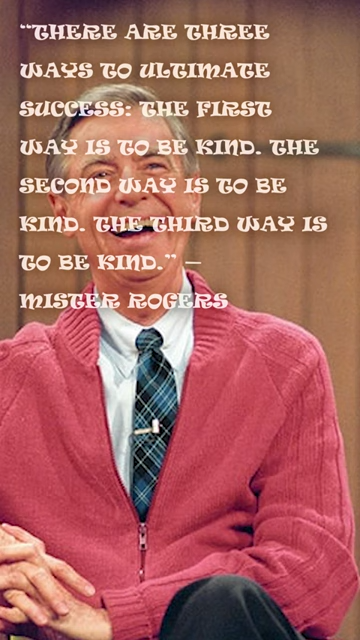 “THERE ARE THREE
WAYS TO ULTIMATE
SUCCESS: THE FIRST
WAY IS TO BE KIND. THE
SECOND WAY IS TO BE
KIND. THE THIRD WAY IS
TO BE KIND.” —
MISTER ROGERS